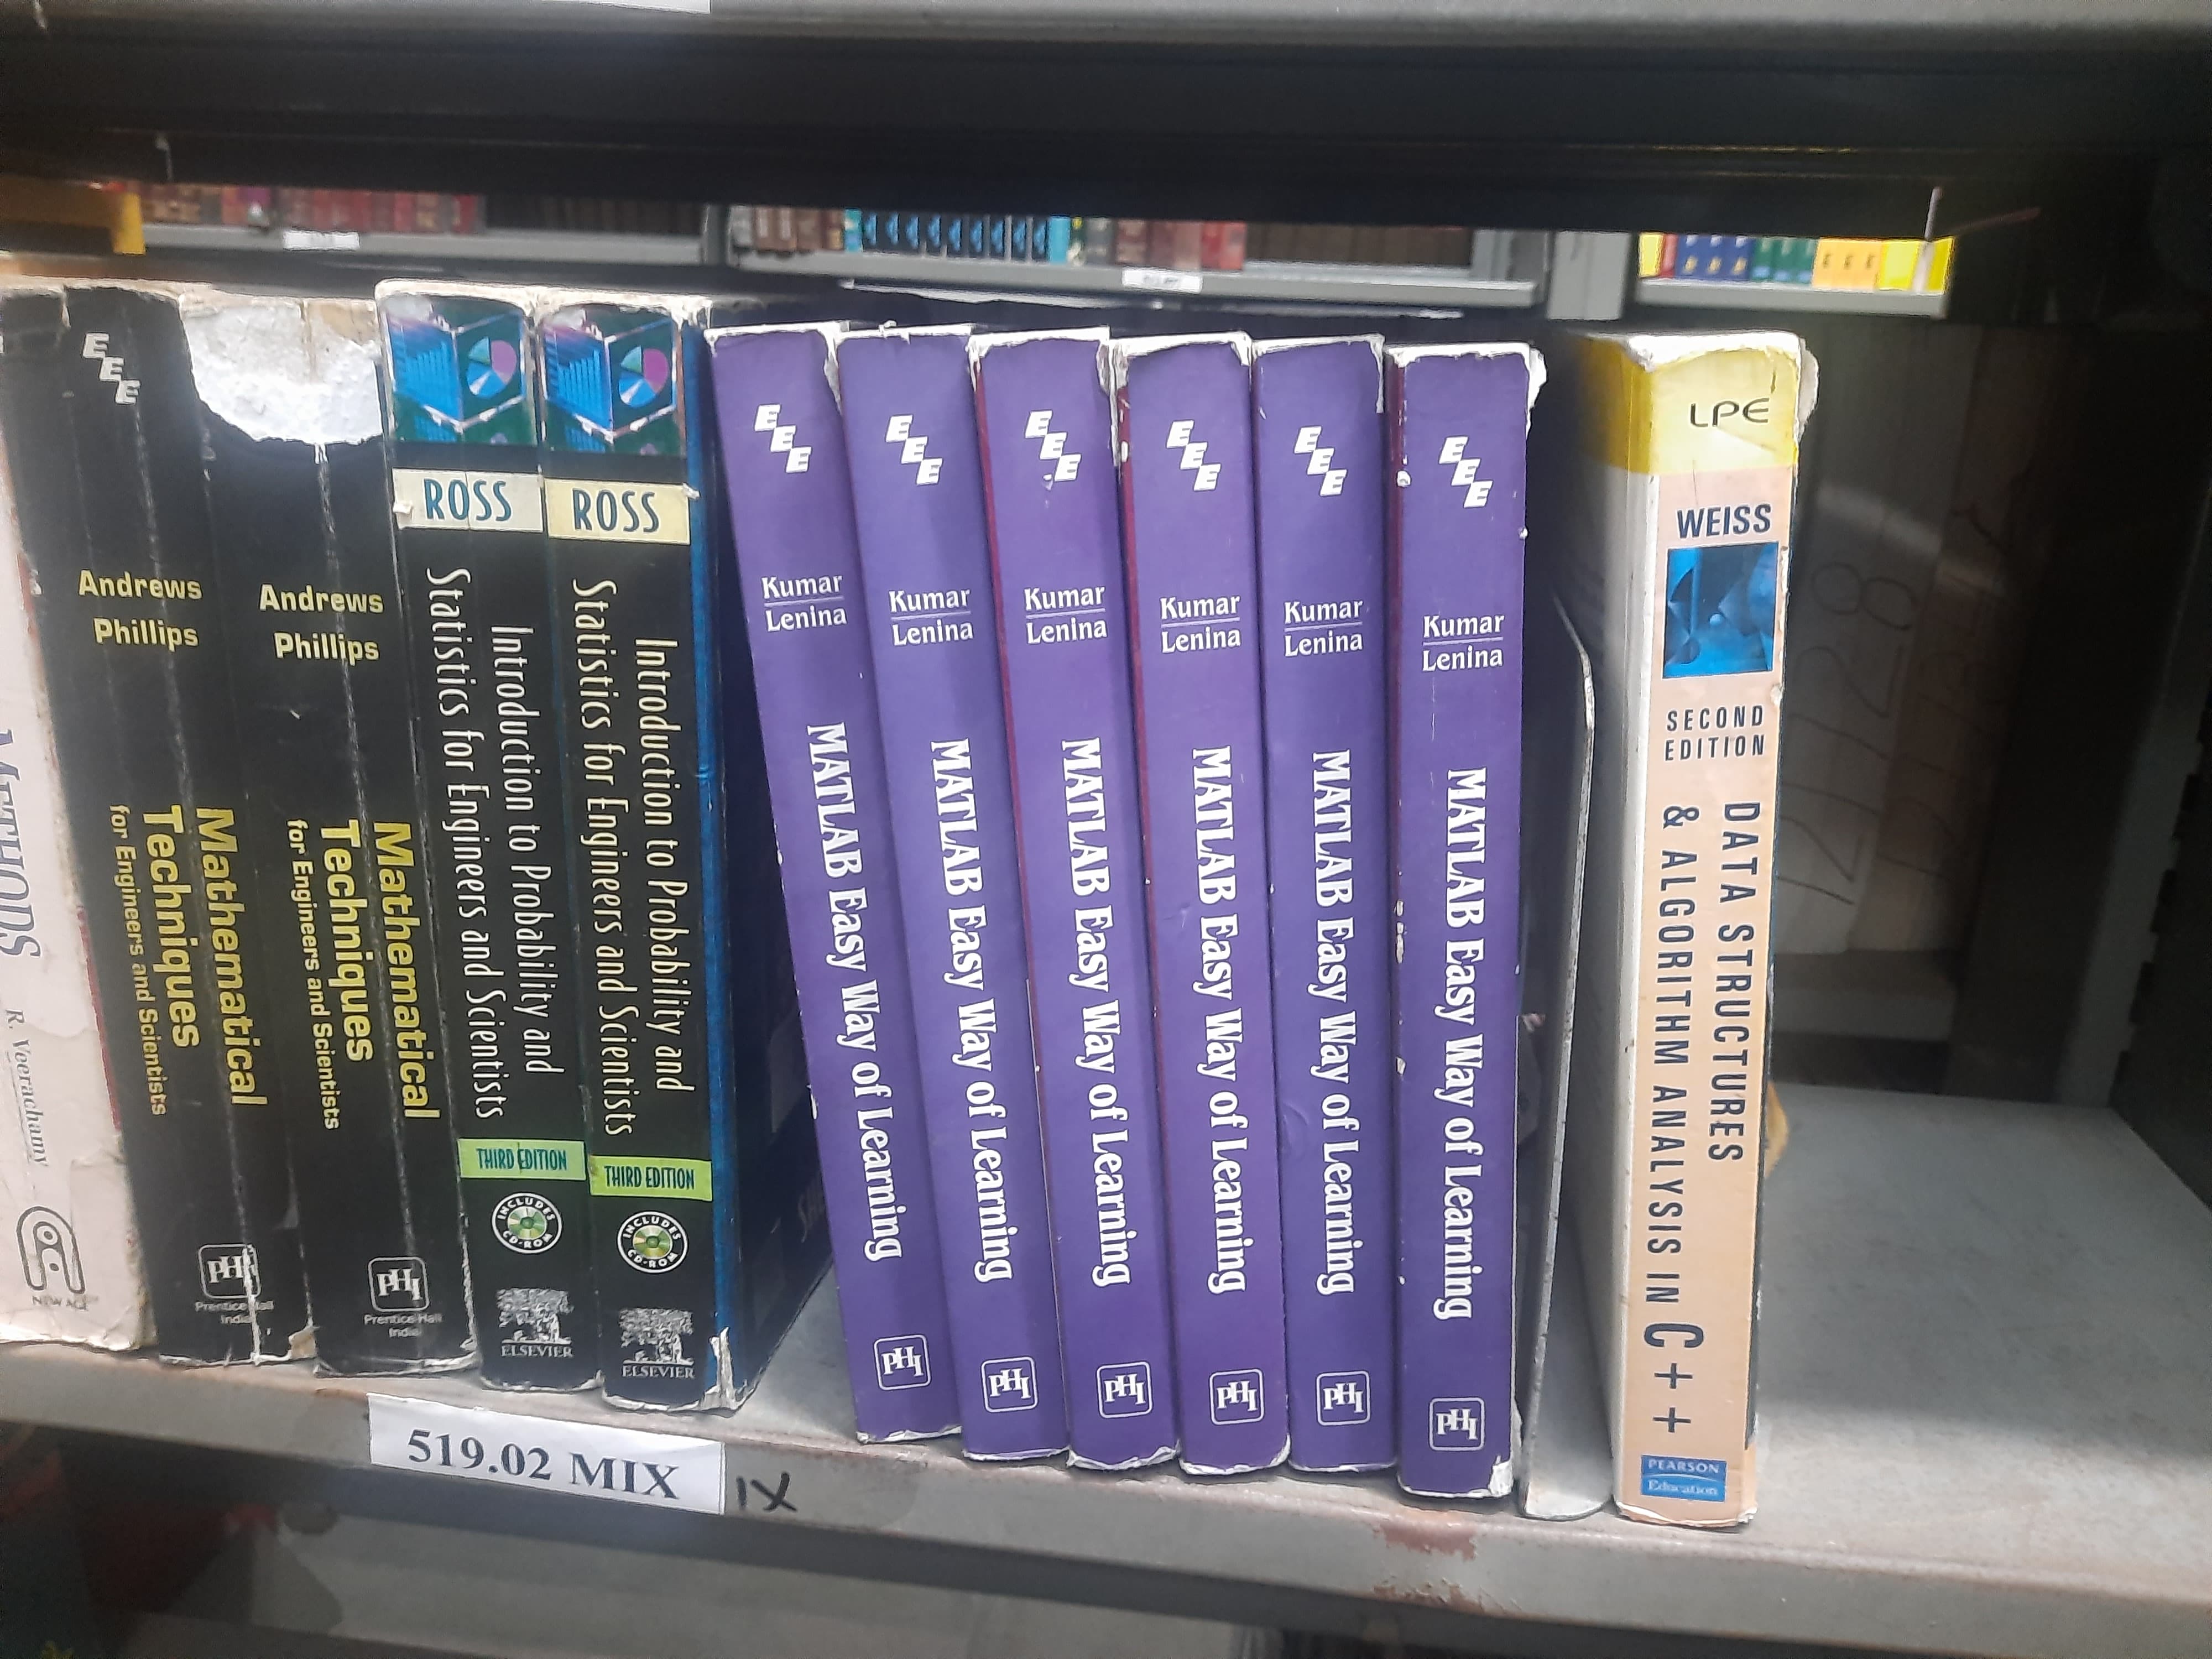 METHODS
R. Veerachamy
NEW AGE
EEE
Andrews
Phillips
Mathematical
Techniques
for Engineers and Scientists
PHI
Prentice Hall
India
Andrews
Phillips
Mathematical
Techniques
for Engineers and Scientists
PHI
Prentice Hall
India
ROSS
Introduction to Probability and
Statistics for Engineers and Scientists
THIRD EDITION
INCLUDES
CD-ROM
ELSEVIER
ROSS
Introduction to Probability and
Statistics for Engineers and Scientists
THIRD EDITION
INCLUDES
CD-ROM
ELSEVIER
EEE
Kumar
Lenina
MATLAB Easy Way of Learning
PHI
EEE
Kumar
Lenina
MATLAB Easy Way of Learning
PHI
EEE
Kumar
Lenina
MATLAB Easy Way of Learning
PHI
EEE
Kumar
Lenina
MATLAB Easy Way of Learning
PHI
EEE
Kumar
Lenina
MATLAB Easy Way of Learning
PHI
EEE
Kumar
Lenina
MATLAB Easy Way of Learning
PHI
LPE
WEISS
SECOND
EDITION
DATA STRUCTURES
& ALGORITHM ANALYSIS IN C++
PEARSON
Education
519.02 MIX
IX